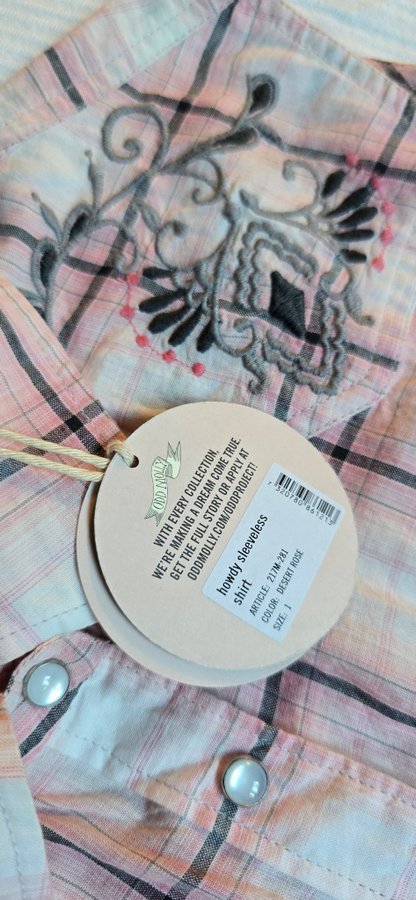 ODD MOLLY
WITH EVERY COLLECTION,
WE'RE MAKING A DREAM COME TRUE.
GET THE FULL STORY OR APPLY AT
ODDMOLLY.COM/ODDPROJECT!
howdy sleeveless
shirt
ARTICLE: 217M-281
COLOR: DESERT ROSE
SIZE: 1